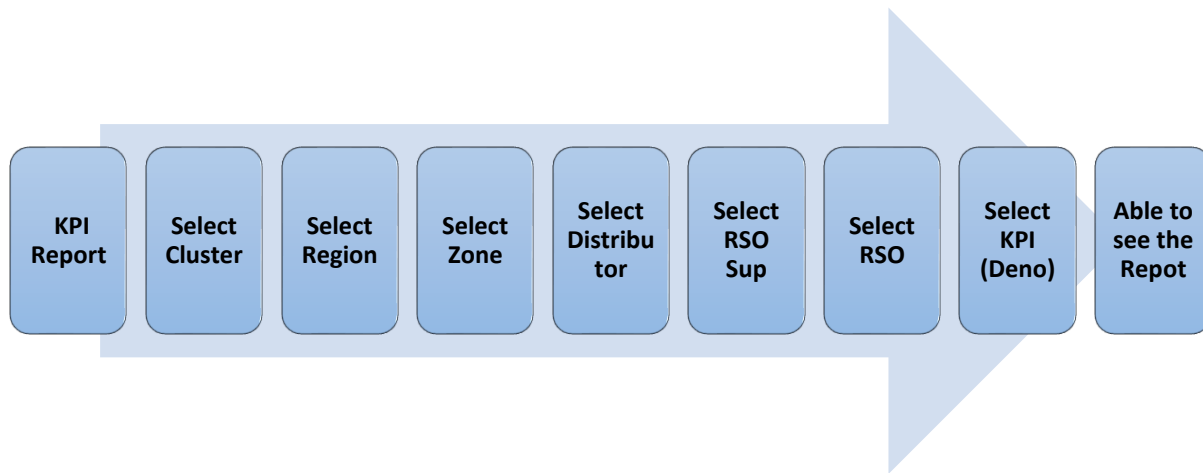 KPI
Report
Select
Cluster
Select
Region
Select
Zone
Select
Distribu
tor
Select
RSO
Sup
Select
RSO
Select
KPI
(Deno)
Able to
see the
Repot